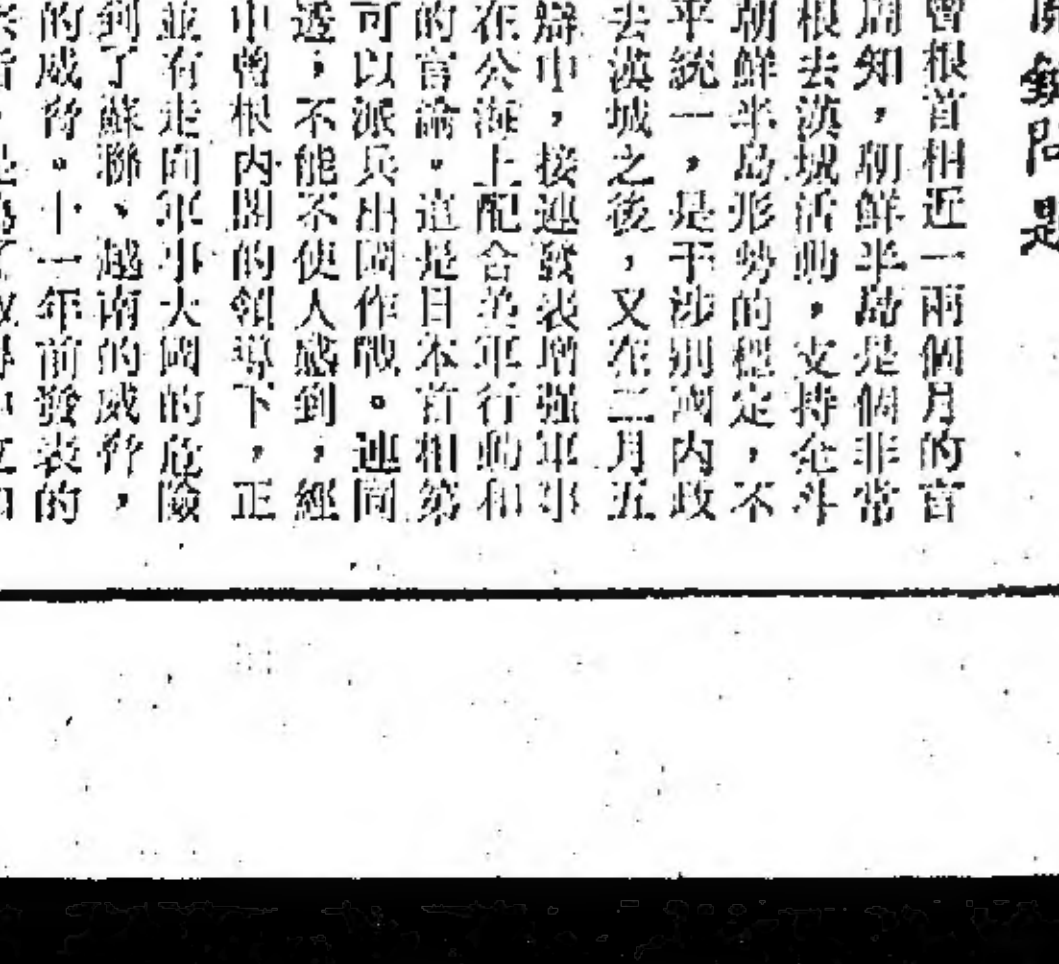 曾根首相近一兩個月的言
周知，朝鮮半島是個非常
根去漢城活動，支持全斗
朝鮮半島形勢的穩定，不
平統一，是干涉別國內政
去漢城之後，又在二月五
辯中，接連發表增強軍事
在公海上配合美軍行動和
的言論。這是日本首相第
可以派兵出國作戰。連同
透，不能不使人感到，經
中曾根內閣的領導下，正
並有走向軍事大國的危險
到了蘇聯、越南的威脅，
的威脅。十一年前發表的